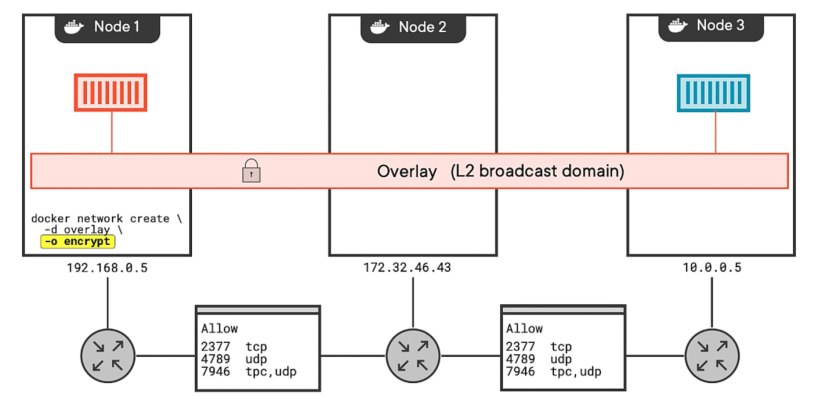 Node 1
Node 2
Node 3
Overlay (L2 broadcast domain)
docker network create \
-d overlay \
-o encrypt
192.168.0.5
172.32.46.43
10.0.0.5
Allow
2377 tcp
4789 udp
7946 tpc,udp
Allow
2377 tcp
4789 udp
7946 tpc,udp